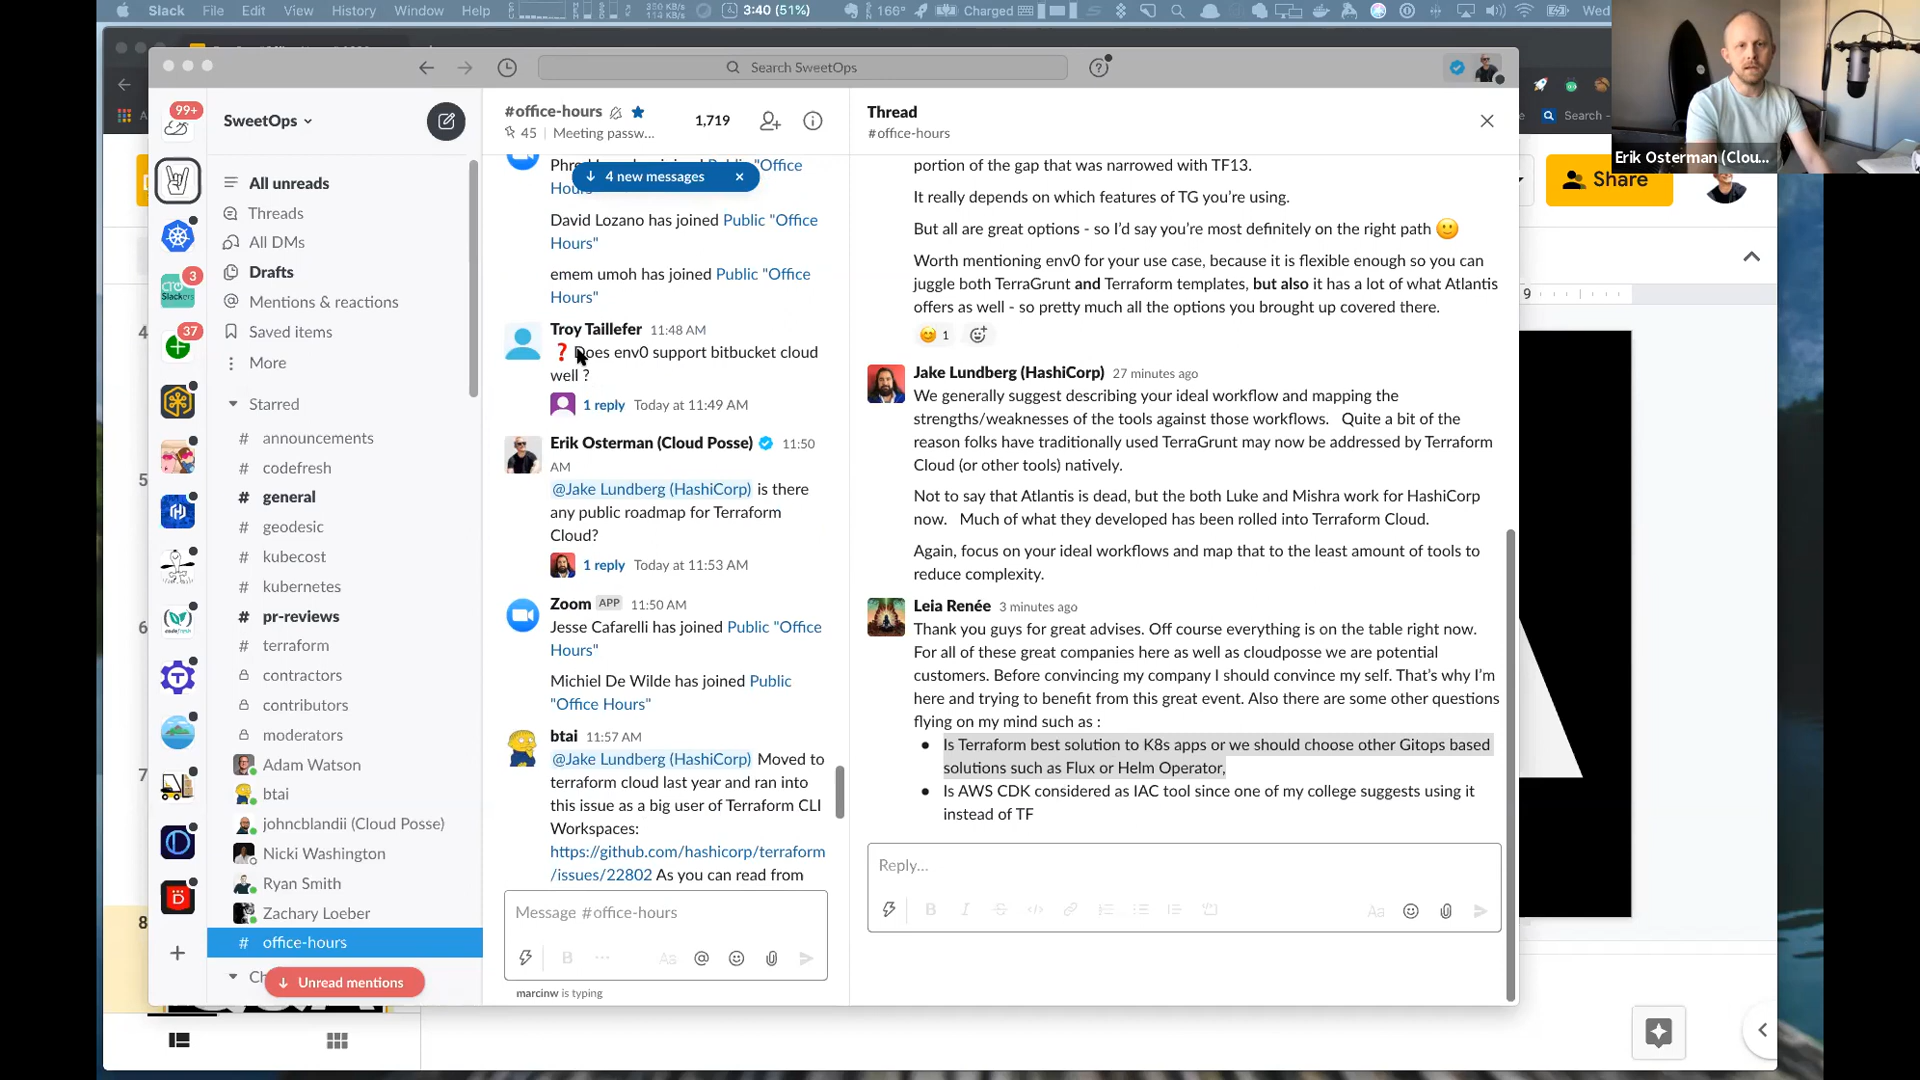 Slack File Edit View History Window Help
3:40 (51%)
166° Charged
Wed
Search SweetOps
99+
SweetOps
#office-hours
45 Meeting passw...
1,719
Thread
#office-hours
All unreads
Threads
All DMs
Drafts
Mentions & reactions
Saved items
More
Starred
# announcements
# codefresh
# general
# geodesic
# kubecost
# kubernetes
# pr-reviews
# terraform
contractors
contributors
moderators
Adam Watson
btai
johncblandii (Cloud Posse)
Nicki Washington
Ryan Smith
Zachary Loeber
# office-hours
Unread mentions
3
37
4 new messages
Public "Office
Hours"
David Lozano has joined Public "Office
Hours"
emem umoh has joined Public "Office
Hours"
Troy Taillefer 11:48 AM
❓ Does env0 support bitbucket cloud
well ?
1 reply Today at 11:49 AM
Erik Osterman (Cloud Posse) 11:50
AM
@Jake Lundberg (HashiCorp) is there
any public roadmap for Terraform
Cloud?
1 reply Today at 11:53 AM
Zoom APP 11:50 AM
Jesse Cafarelli has joined Public "Office
Hours"
Michiel De Wilde has joined Public
"Office Hours"
btai 11:57 AM
@Jake Lundberg (HashiCorp) Moved to
terraform cloud last year and ran into
this issue as a big user of Terraform CLI
Workspaces:
https://github.com/hashicorp/terraform
/issues/22802 As you can read from
Message #office-hours
marcinw is typing
portion of the gap that was narrowed with TF13.
It really depends on which features of TG you're using.
But all are great options - so I'd say you're most definitely on the right path 🙂
Worth mentioning env0 for your use case, because it is flexible enough so you can
juggle both TerraGrunt and Terraform templates, but also it has a lot of what Atlantis
offers as well - so pretty much all the options you brought up covered there.
😊 1
Jake Lundberg (HashiCorp) 27 minutes ago
We generally suggest describing your ideal workflow and mapping the
strengths/weaknesses of the tools against those workflows. Quite a bit of the
reason folks have traditionally used TerraGrunt may now be addressed by Terraform
Cloud (or other tools) natively.
Not to say that Atlantis is dead, but the both Luke and Mishra work for HashiCorp
now. Much of what they developed has been rolled into Terraform Cloud.
Again, focus on your ideal workflows and map that to the least amount of tools to
reduce complexity.
Leia Renée 3 minutes ago
Thank you guys for great advises. Off course everything is on the table right now.
For all of these great companies here as well as cloudposse we are potential
customers. Before convincing my company I should convince my self. That's why I'm
here and trying to benefit from this great event. Also there are some other questions
flying on my mind such as :
• Is Terraform best solution to K8s apps or we should choose other Gitops based
solutions such as Flux or Helm Operator,
• Is AWS CDK considered as IAC tool since one of my college suggests using it
instead of TF
Reply...
Erik Osterman (Clou...
Search -
Share
9
4
5
6
7
8